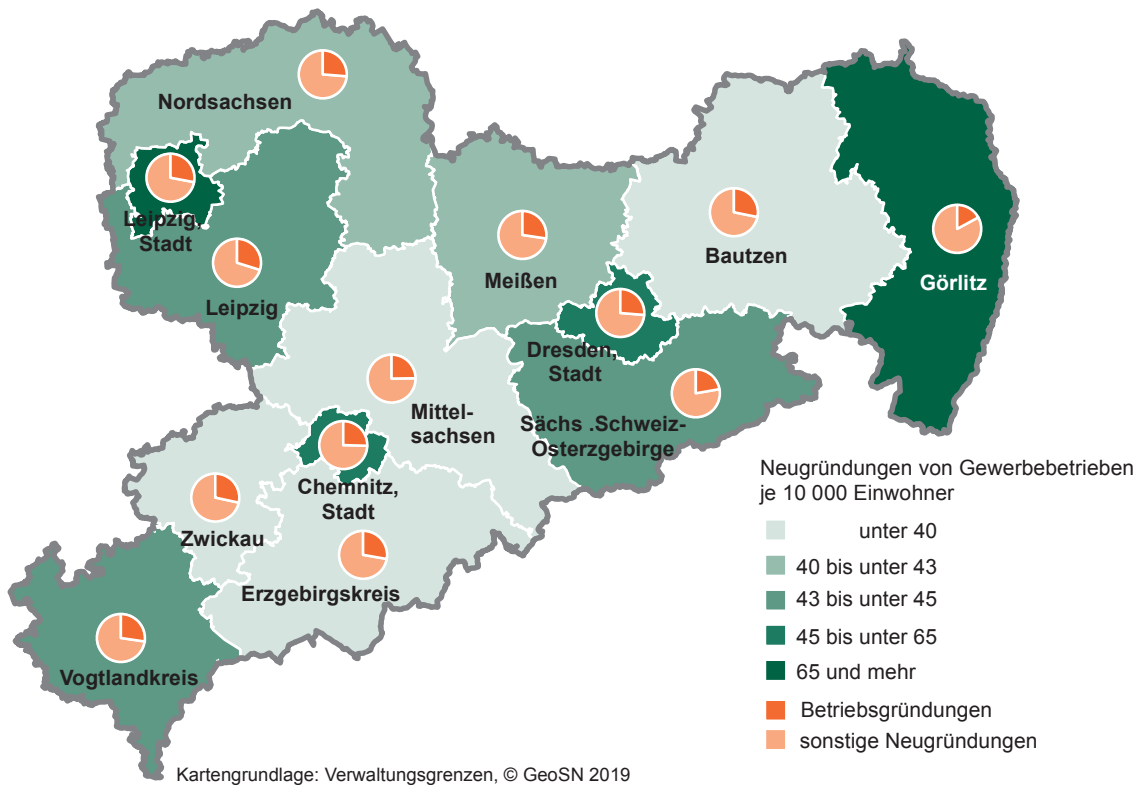 Nordsachsen
Leipzig,
Stadt
Leipzig
Meißen
Bautzen
Görlitz
Dresden,
Stadt
Mittel-
sachsen
Sächs .Schweiz-
Osterzgebirge
Chemnitz,
Stadt
Zwickau
Erzgebirgskreis
Vogtlandkreis
Neugründungen von Gewerbebetrieben
je 10 000 Einwohner
unter 40
40 bis unter 43
43 bis unter 45
45 bis unter 65
65 und mehr
Betriebsgründungen
sonstige Neugründungen
Kartengrundlage: Verwaltungsgrenzen, © GeoSN 2019